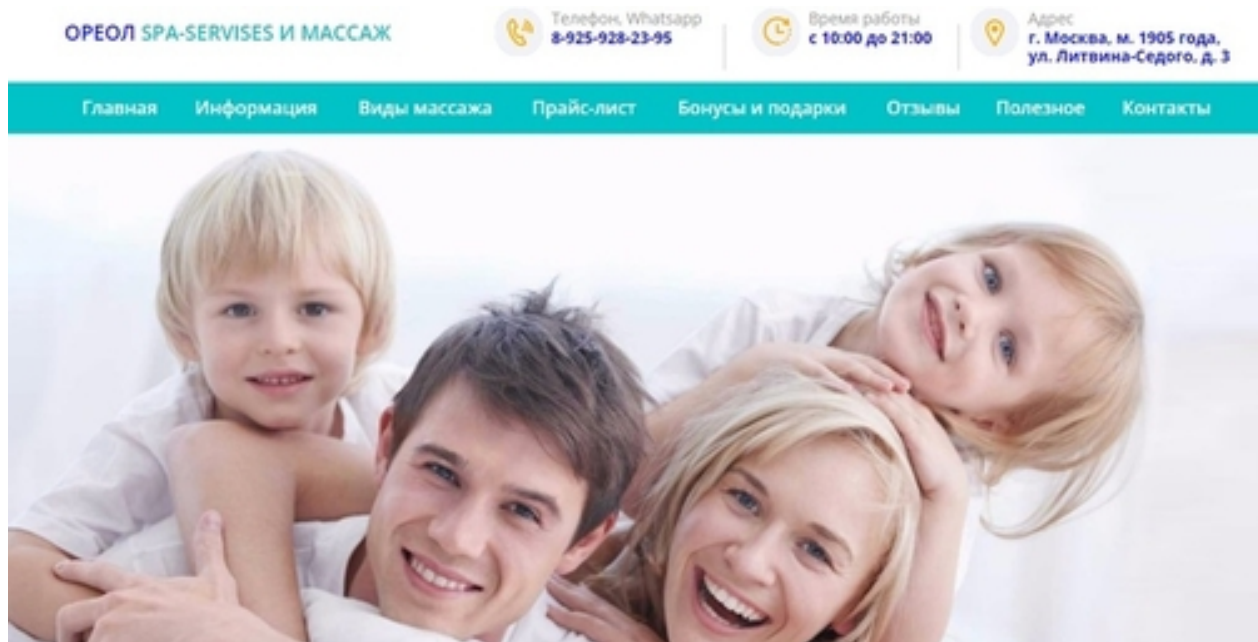 ОРЕОЛ SPA-SERVISES И МАССАЖ
Телефон, Whatsapp
8-925-928-23-95
Время работы
с 10:00 до 21:00
Адрес
г. Москва, м. 1905 года,
ул. Литвина-Седого, д. 3
Главная Информация Виды массажа Прайс-лист Бонусы и подарки Отзывы Полезное Контакты